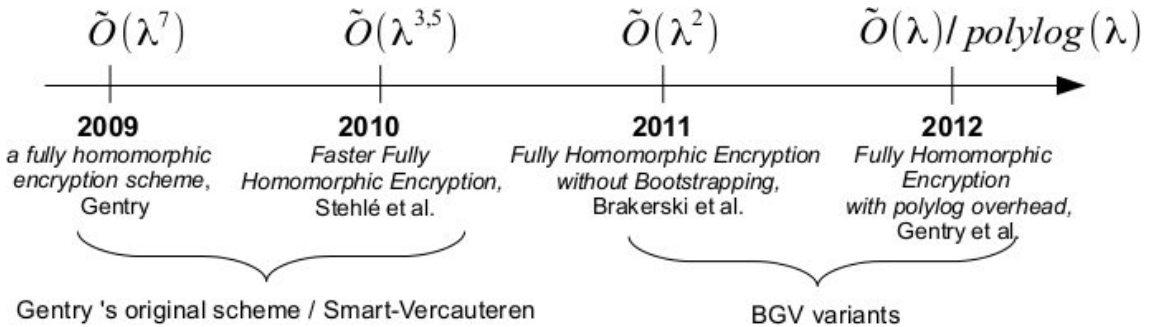 Õ(λ^7)
Õ(λ^3,5)
Õ(λ^2)
Õ(λ)/ polylog(λ)
2009
a fully homomorphic
encryption scheme,
Gentry
2010
Faster Fully
Homomorphic Encryption,
Stehlé et al.
2011
Fully Homomorphic Encryption
without Bootstrapping,
Brakerski et al.
2012
Fully Homomorphic
Encryption
with polylog overhead,
Gentry et al.
Gentry 's original scheme / Smart-Vercauteren
BGV variants